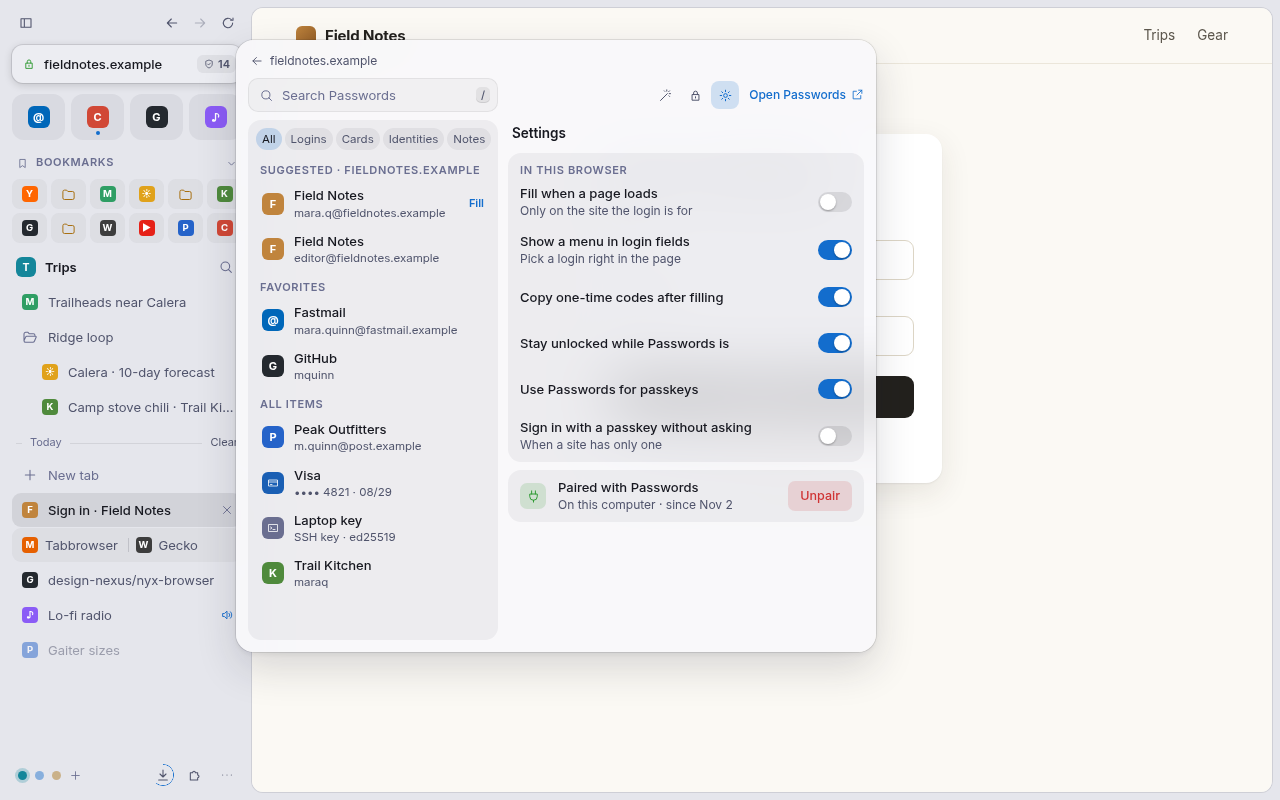 Field Notes
Trips
Gear
fieldnotes.example
14
@
C
G
BOOKMARKS
Y
M
K
G
W
P
C
T
Trips
M
Trailheads near Calera
Ridge loop
Calera · 10-day forecast
K
Camp stove chili · Trail Ki...
Today
Clear
New tab
F
Sign in · Field Notes
M
Tabbrowser
W
Gecko
G
design-nexus/nyx-browser
Lo-fi radio
P
Gaiter sizes
fieldnotes.example
Search Passwords
/
Open Passwords
All
Logins
Cards
Identities
Notes
SUGGESTED · FIELDNOTES.EXAMPLE
F
Field Notes
mara.q@fieldnotes.example
Fill
F
Field Notes
editor@fieldnotes.example
FAVORITES
@
Fastmail
mara.quinn@fastmail.example
G
GitHub
mquinn
ALL ITEMS
P
Peak Outfitters
m.quinn@post.example
Visa
•••• 4821 · 08/29
Laptop key
SSH key · ed25519
K
Trail Kitchen
maraq
Settings
IN THIS BROWSER
Fill when a page loads
Only on the site the login is for
Show a menu in login fields
Pick a login right in the page
Copy one-time codes after filling
Stay unlocked while Passwords is
Use Passwords for passkeys
Sign in with a passkey without asking
When a site has only one
Paired with Passwords
On this computer · since Nov 2
Unpair